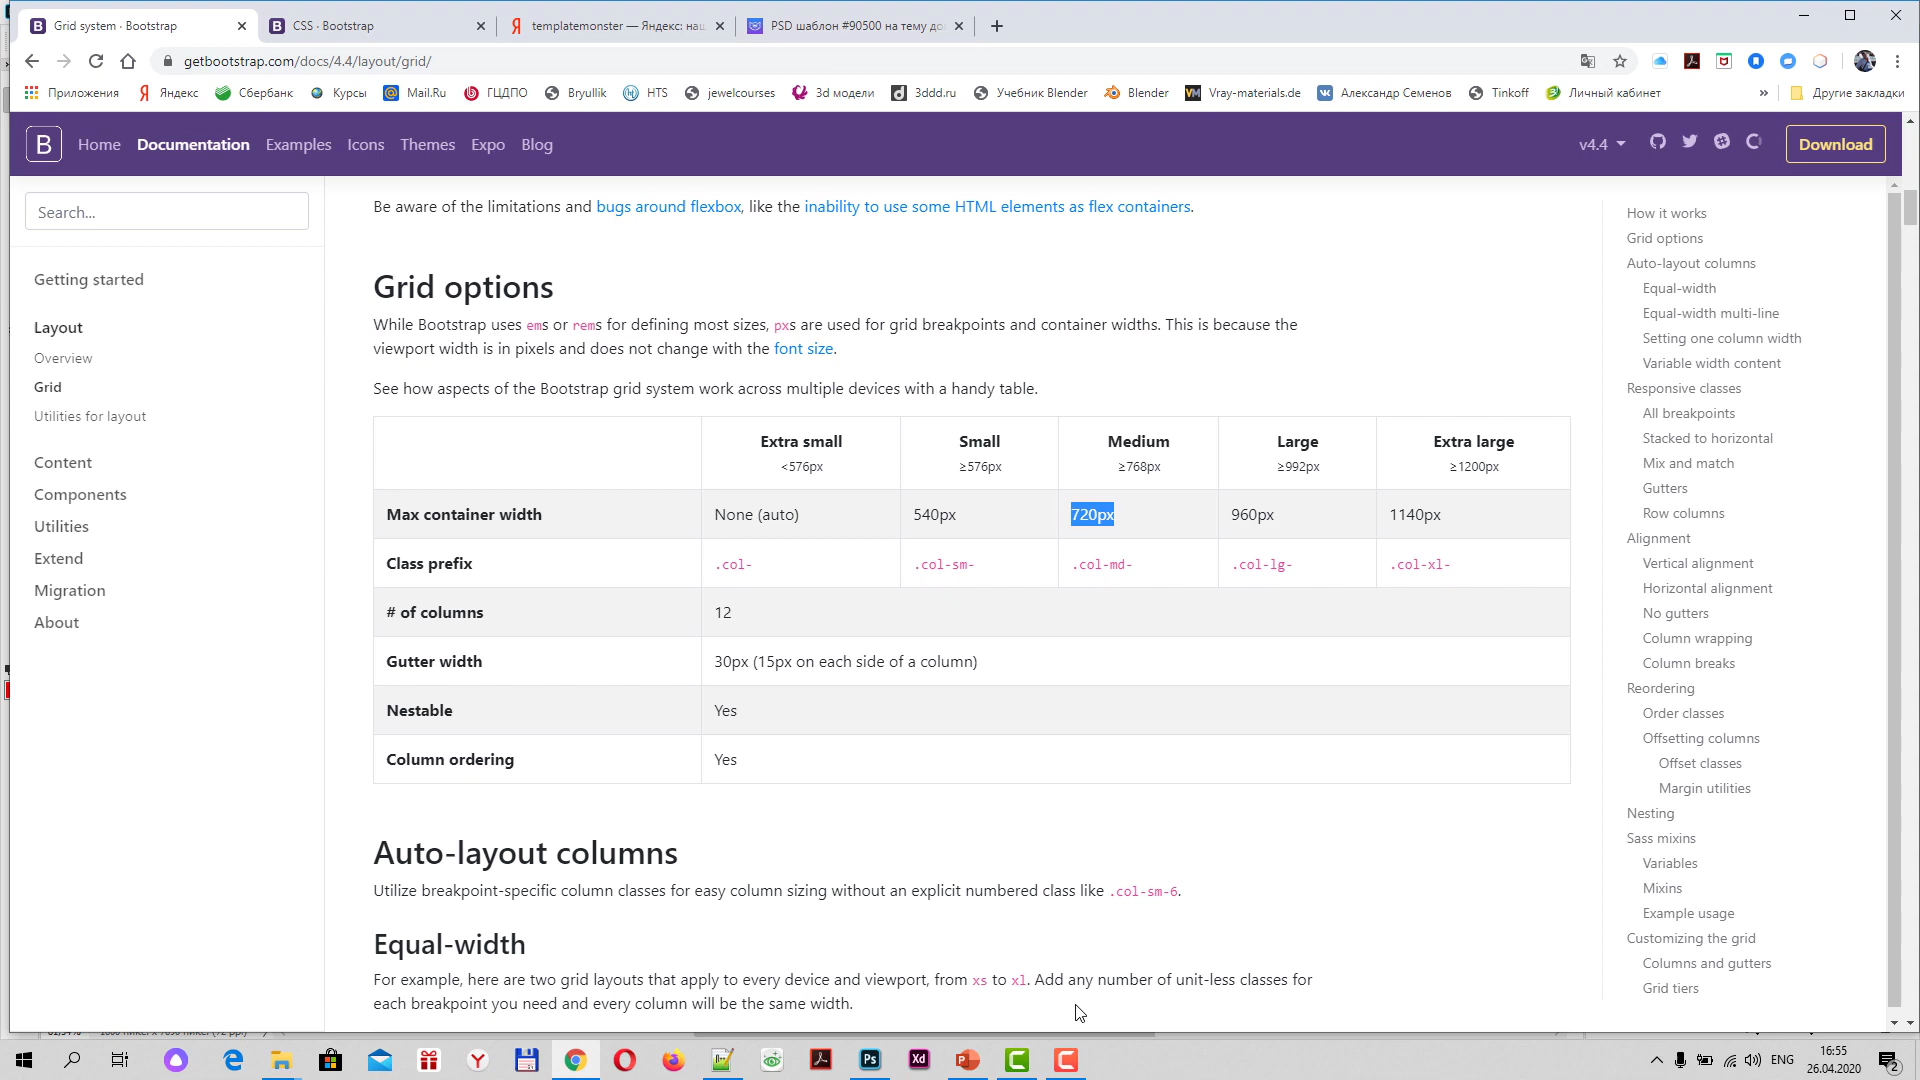 Grid system · Bootstrap
CSS · Bootstrap
templatemonster — Яндекс: наш
PSD шаблон #90500 на тему до
getbootstrap.com/docs/4.4/layout/grid/
Приложения
Яндекс
Сбербанк
Курсы
Mail.Ru
ГЦДПО
Bryullik
HTS
jewelcourses
3d модели
3ddd.ru
Учебник Blender
Blender
Vray-materials.de
Александр Семенов
Tinkoff
Личный кабинет
»
Другие закладки
B
Home
Documentation
Examples
Icons
Themes
Expo
Blog
v4.4
Download
Search...
Getting started
Layout
Overview
Grid
Utilities for layout
Content
Components
Utilities
Extend
Migration
About
Be aware of the limitations and bugs around flexbox, like the inability to use some HTML elements as flex containers.
Grid options
While Bootstrap uses ems or rems for defining most sizes, pxs are used for grid breakpoints and container widths. This is because the
viewport width is in pixels and does not change with the font size.
See how aspects of the Bootstrap grid system work across multiple devices with a handy table.
Extra small
<576px
Small
≥576px
Medium
≥768px
Large
≥992px
Extra large
≥1200px
Max container width
None (auto)
540px
720px
960px
1140px
Class prefix
.col-
.col-sm-
.col-md-
.col-lg-
.col-xl-
# of columns
12
Gutter width
30px (15px on each side of a column)
Nestable
Yes
Column ordering
Yes
Auto-layout columns
Utilize breakpoint-specific column classes for easy column sizing without an explicit numbered class like .col-sm-6.
Equal-width
For example, here are two grid layouts that apply to every device and viewport, from xs to xl. Add any number of unit-less classes for
each breakpoint you need and every column will be the same width.
How it works
Grid options
Auto-layout columns
Equal-width
Equal-width multi-line
Setting one column width
Variable width content
Responsive classes
All breakpoints
Stacked to horizontal
Mix and match
Gutters
Row columns
Alignment
Vertical alignment
Horizontal alignment
No gutters
Column wrapping
Column breaks
Reordering
Order classes
Offsetting columns
Offset classes
Margin utilities
Nesting
Sass mixins
Variables
Mixins
Example usage
Customizing the grid
Columns and gutters
Grid tiers
Ps
Xd
ENG
16:55
26.04.2020
2